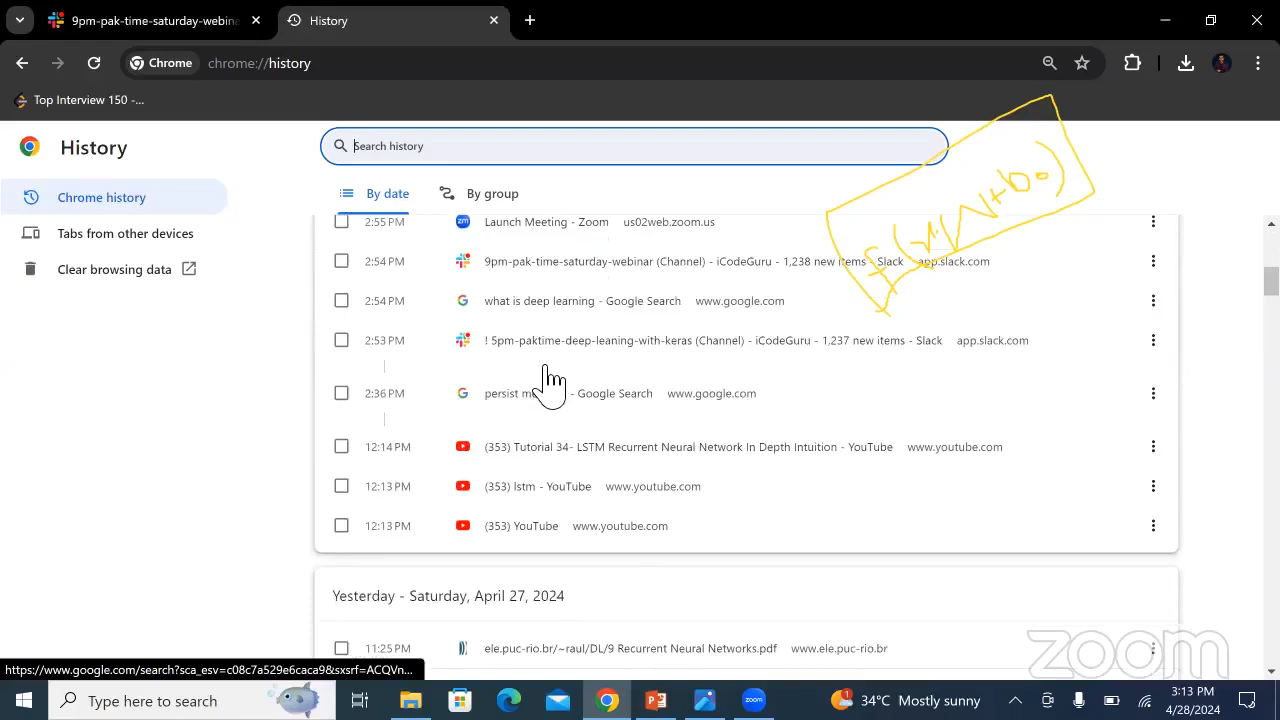 9pm-pak-time-saturday-webina
History
Chrome
chrome://history
Top Interview 150 -...
History
Search history
Chrome history
Tabs from other devices
Clear browsing data
By date
By group
2:55 PM Launch Meeting - Zoom us02web.zoom.us
2:54 PM 9pm-pak-time-saturday-webinar (Channel) - iCodeGuru - 1,238 new items - Slack app.slack.com
2:54 PM what is deep learning - Google Search www.google.com
2:53 PM ! 5pm-paktime-deep-leaning-with-keras (Channel) - iCodeGuru - 1,237 new items - Slack app.slack.com
2:36 PM persist - Google Search www.google.com
12:14 PM (353) Tutorial 34- LSTM Recurrent Neural Network In Depth Intuition - YouTube www.youtube.com
12:13 PM (353) lstm - YouTube www.youtube.com
12:13 PM (353) YouTube www.youtube.com
Yesterday - Saturday, April 27, 2024
11:25 PM ele.puc-rio.br/~raul/DL/9 Recurrent Neural Networks.pdf www.ele.puc-rio.br
zoom
https://www.google.com/search?sca_esv=c08c7a529e6caca9&sxsrf=ACQVn...
Type here to search
zoom
1
34°C Mostly sunny
3:13 PM
4/28/2024